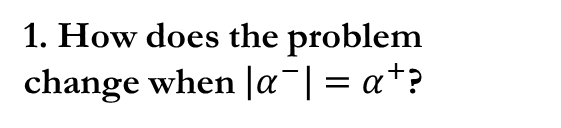 1. How does the problem
change when |α⁻| = α⁺?